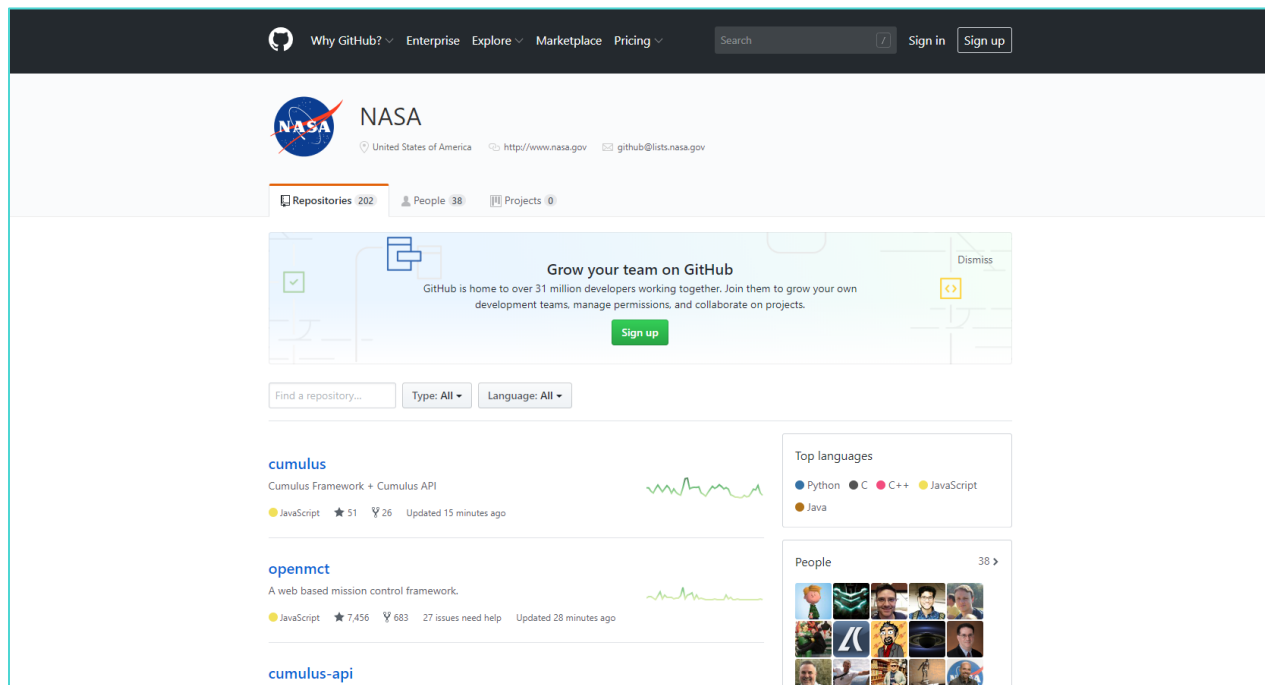 Why GitHub? Enterprise Explore Marketplace Pricing Search / Sign in Sign up
NASA
NASA
United States of America http://www.nasa.gov github@lists.nasa.gov
Repositories 202 People 38 Projects 0
Dismiss
Grow your team on GitHub
GitHub is home to over 31 million developers working together. Join them to grow your own
development teams, manage permissions, and collaborate on projects.
Sign up
Find a repository... Type: All Language: All
cumulus
Cumulus Framework + Cumulus API
JavaScript 51 26 Updated 15 minutes ago
openmct
A web based mission control framework.
JavaScript 7,456 683 27 issues need help Updated 28 minutes ago
cumulus-api
Top languages
Python C C++ JavaScript
Java
People 38